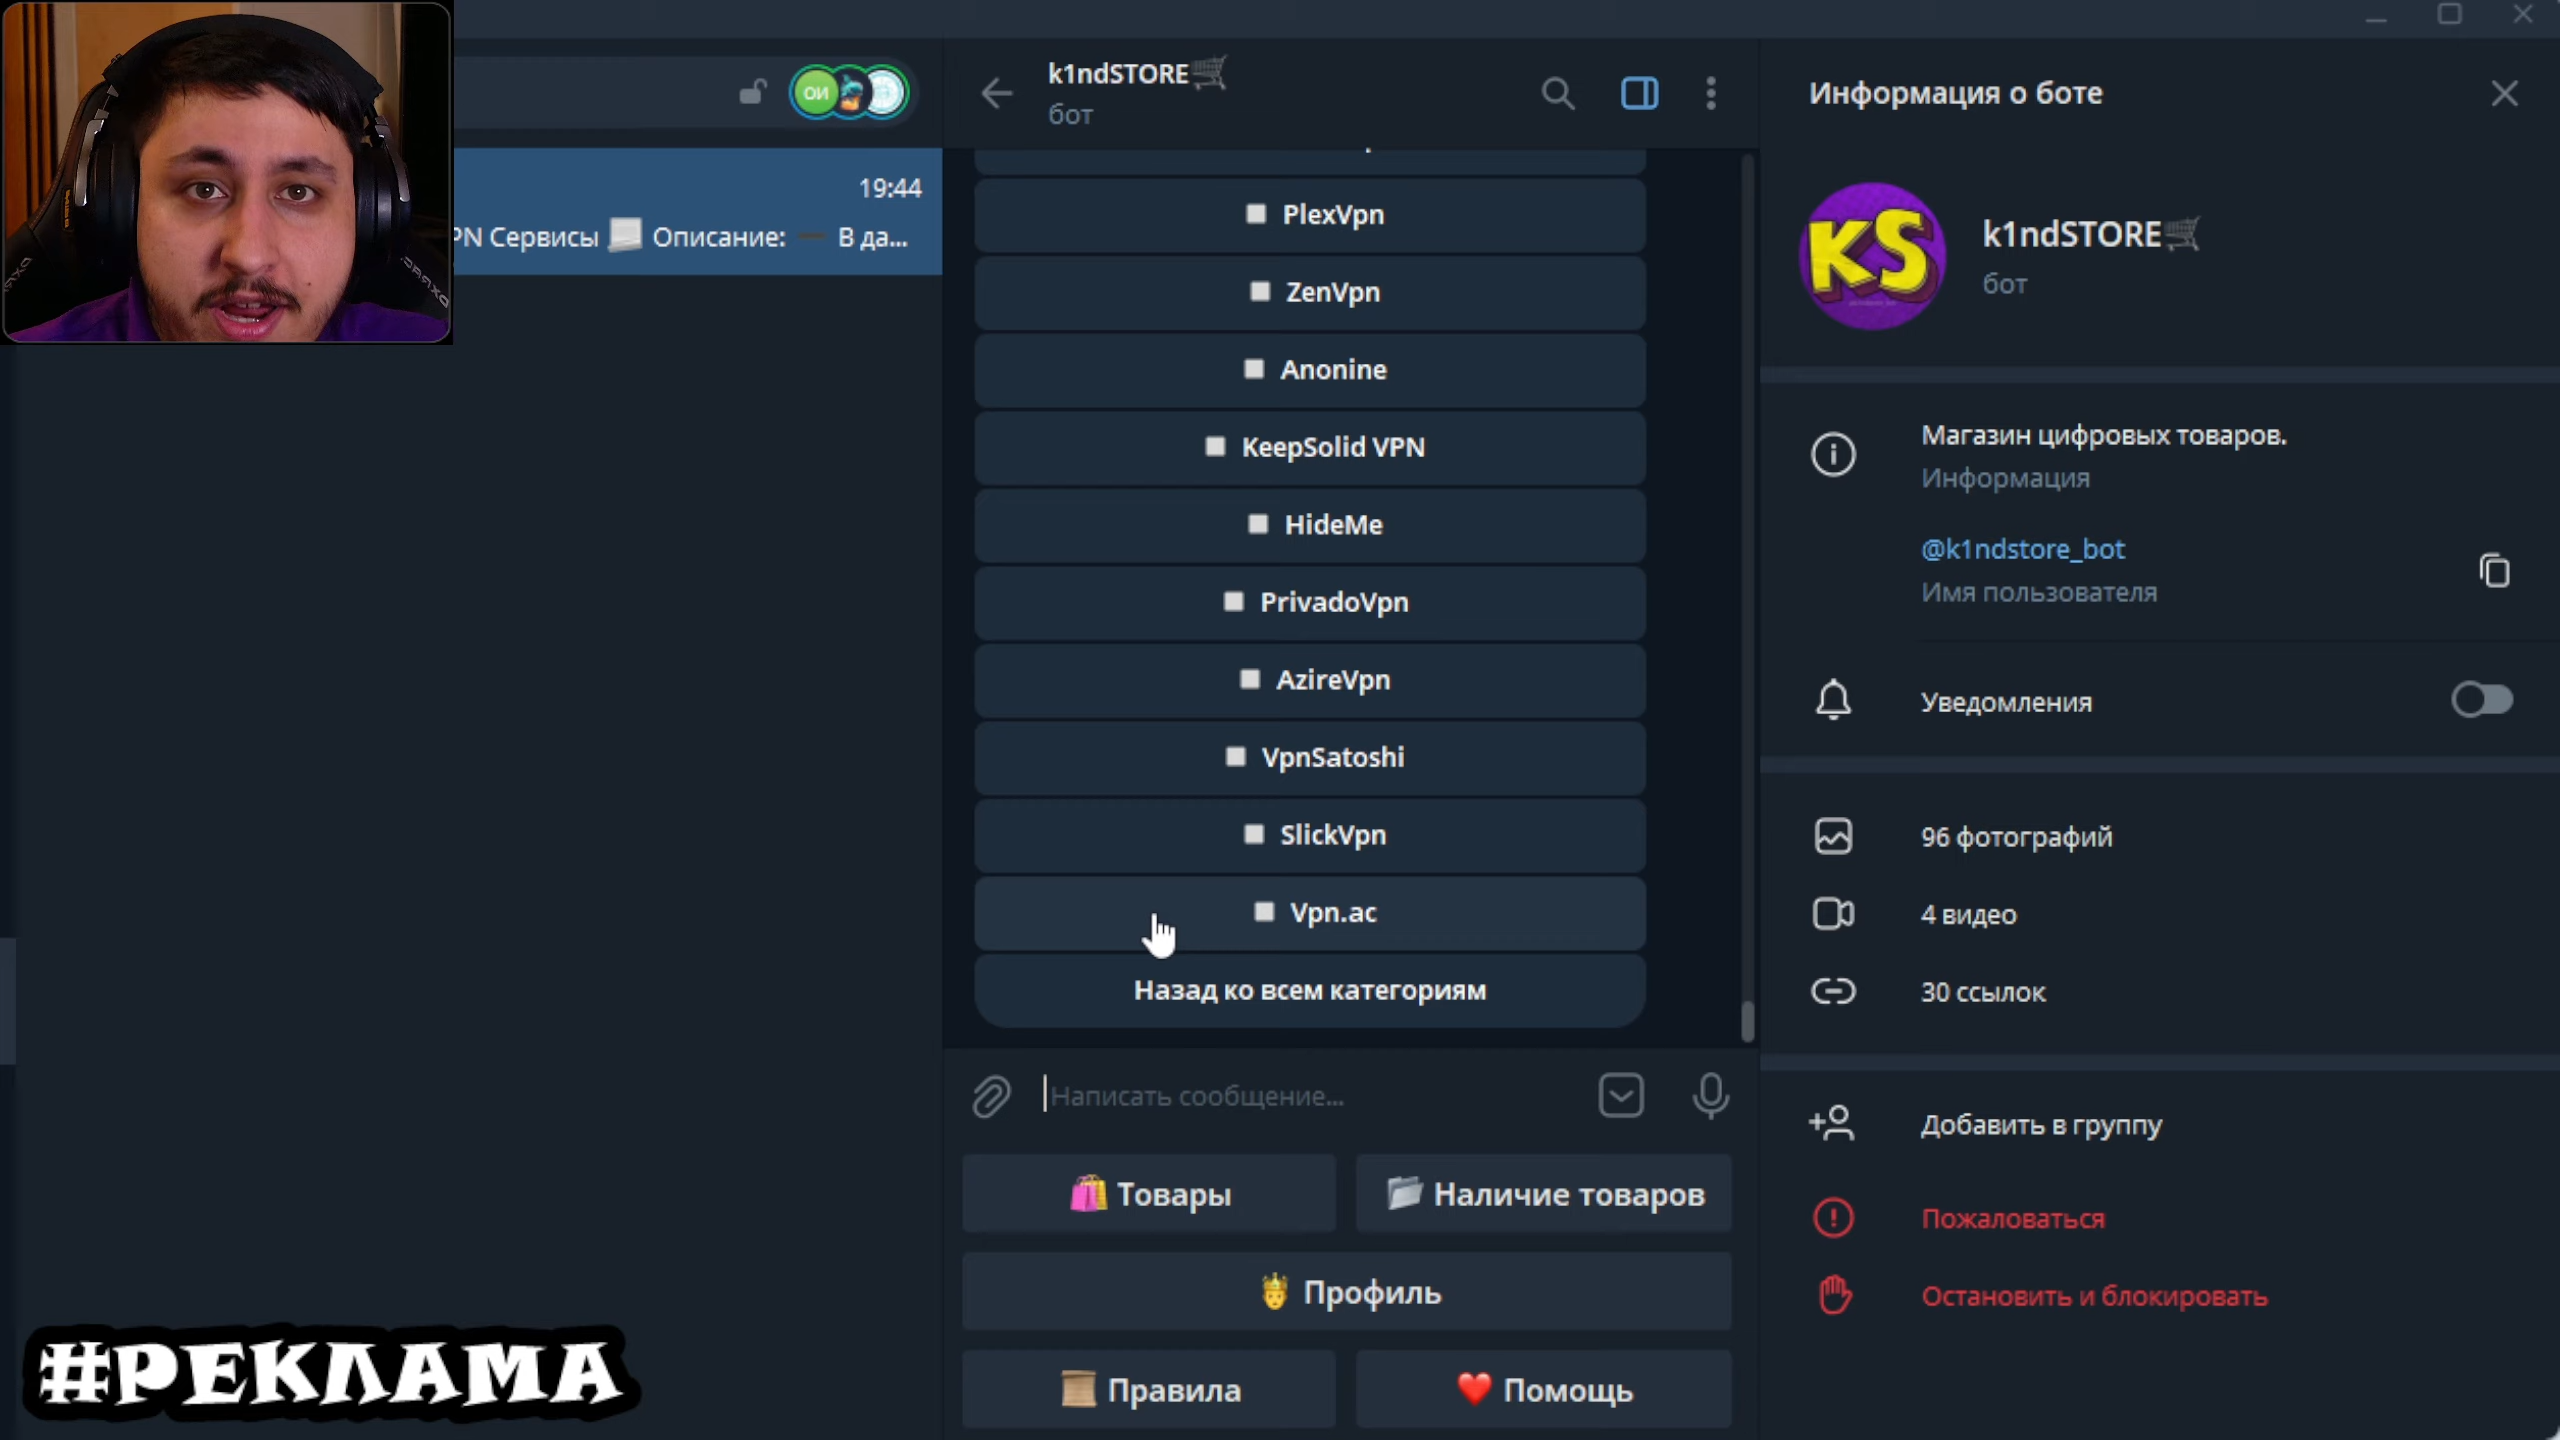 ОИ
19:44
PN Сервисы Описание: — В да...
k1ndSTORE
бот
PlexVpn
ZenVpn
Anonine
KeepSolid VPN
HideMe
PrivadoVpn
AzireVpn
VpnSatoshi
SlickVpn
Vpn.ac
Назад ко всем категориям
Написать сообщение...
Товары
Наличие товаров
Профиль
Правила
Помощь
Информация о боте
KS
k1ndSTORE
бот
Магазин цифровых товаров.
Информация
@k1ndstore_bot
Имя пользователя
Уведомления
96 фотографий
4 видео
30 ссылок
Добавить в группу
Пожаловаться
Остановить и блокировать
#РЕКЛАМА